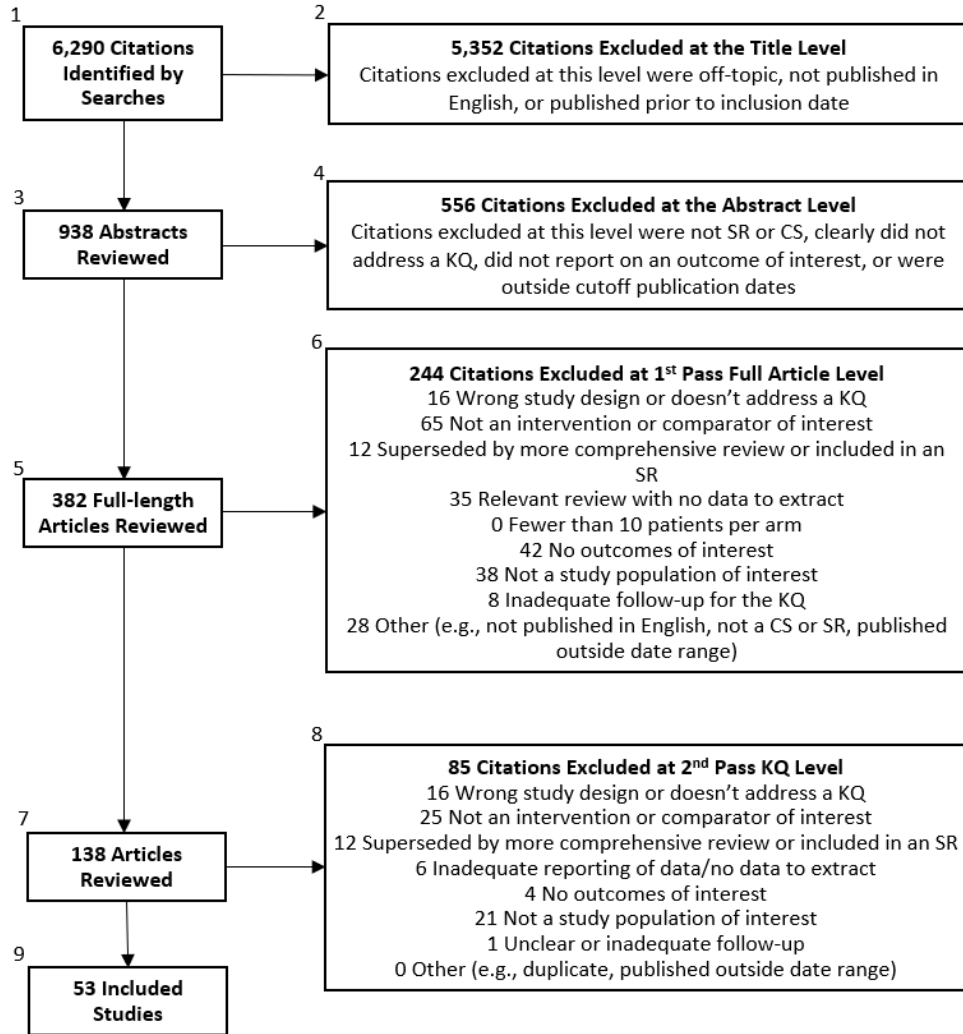 1
6,290 Citations
Identified by
Searches
2
5,352 Citations Excluded at the Title Level
Citations excluded at this level were off-topic, not published in
English, or published prior to inclusion date
3
938 Abstracts
Reviewed
4
556 Citations Excluded at the Abstract Level
Citations excluded at this level were not SR or CS, clearly did not
address a KQ, did not report on an outcome of interest, or were
outside cutoff publication dates
5
382 Full-length
Articles Reviewed
6
244 Citations Excluded at 1st Pass Full Article Level
16 Wrong study design or doesn’t address a KQ
65 Not an intervention or comparator of interest
12 Superseded by more comprehensive review or included in an
SR
35 Relevant review with no data to extract
0 Fewer than 10 patients per arm
42 No outcomes of interest
38 Not a study population of interest
8 Inadequate follow-up for the KQ
28 Other (e.g., not published in English, not a CS or SR, published
outside date range)
7
138 Articles
Reviewed
8
85 Citations Excluded at 2nd Pass KQ Level
16 Wrong study design or doesn’t address a KQ
25 Not an intervention or comparator of interest
12 Superseded by more comprehensive review or included in an SR
6 Inadequate reporting of data/no data to extract
4 No outcomes of interest
21 Not a study population of interest
1 Unclear or inadequate follow-up
0 Other (e.g., duplicate, published outside date range)
9
53 Included
Studies